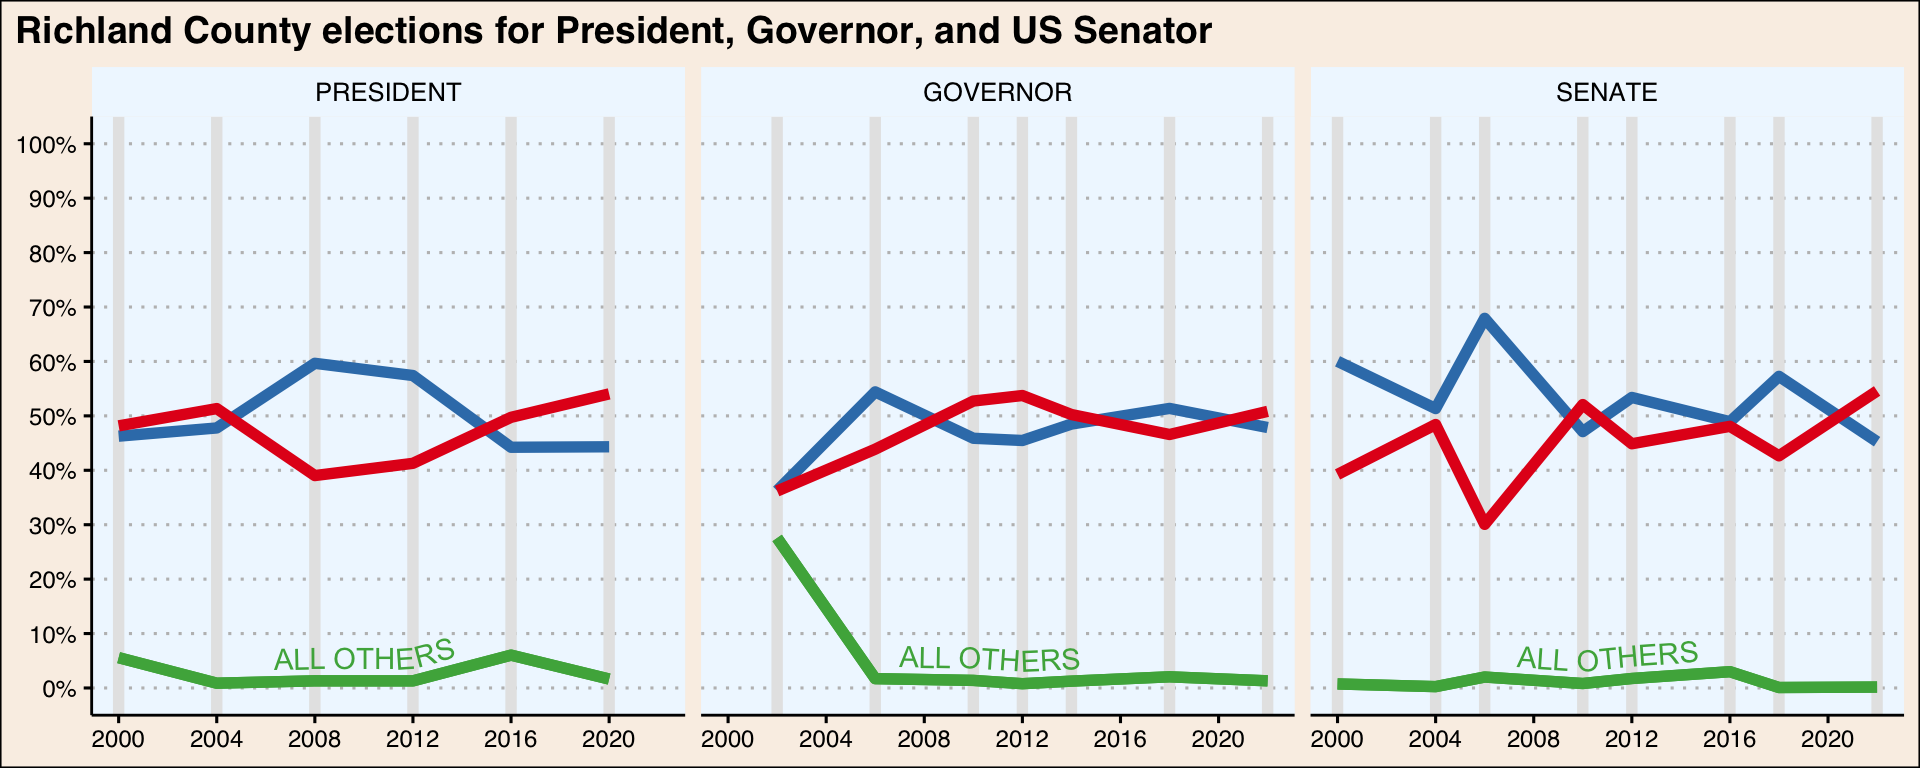 Richland County elections for President, Governor, and US Senator
PRESIDENT
GOVERNOR
SENATE
100%
90%
80%
70%
60%
50%
40%
30%
20%
10%
0%
ALL OTHERS
ALL OTHERS
ALL OTHERS
2000 2004 2008 2012 2016 2020
2000 2004 2008 2012 2016 2020
2000 2004 2008 2012 2016 2020